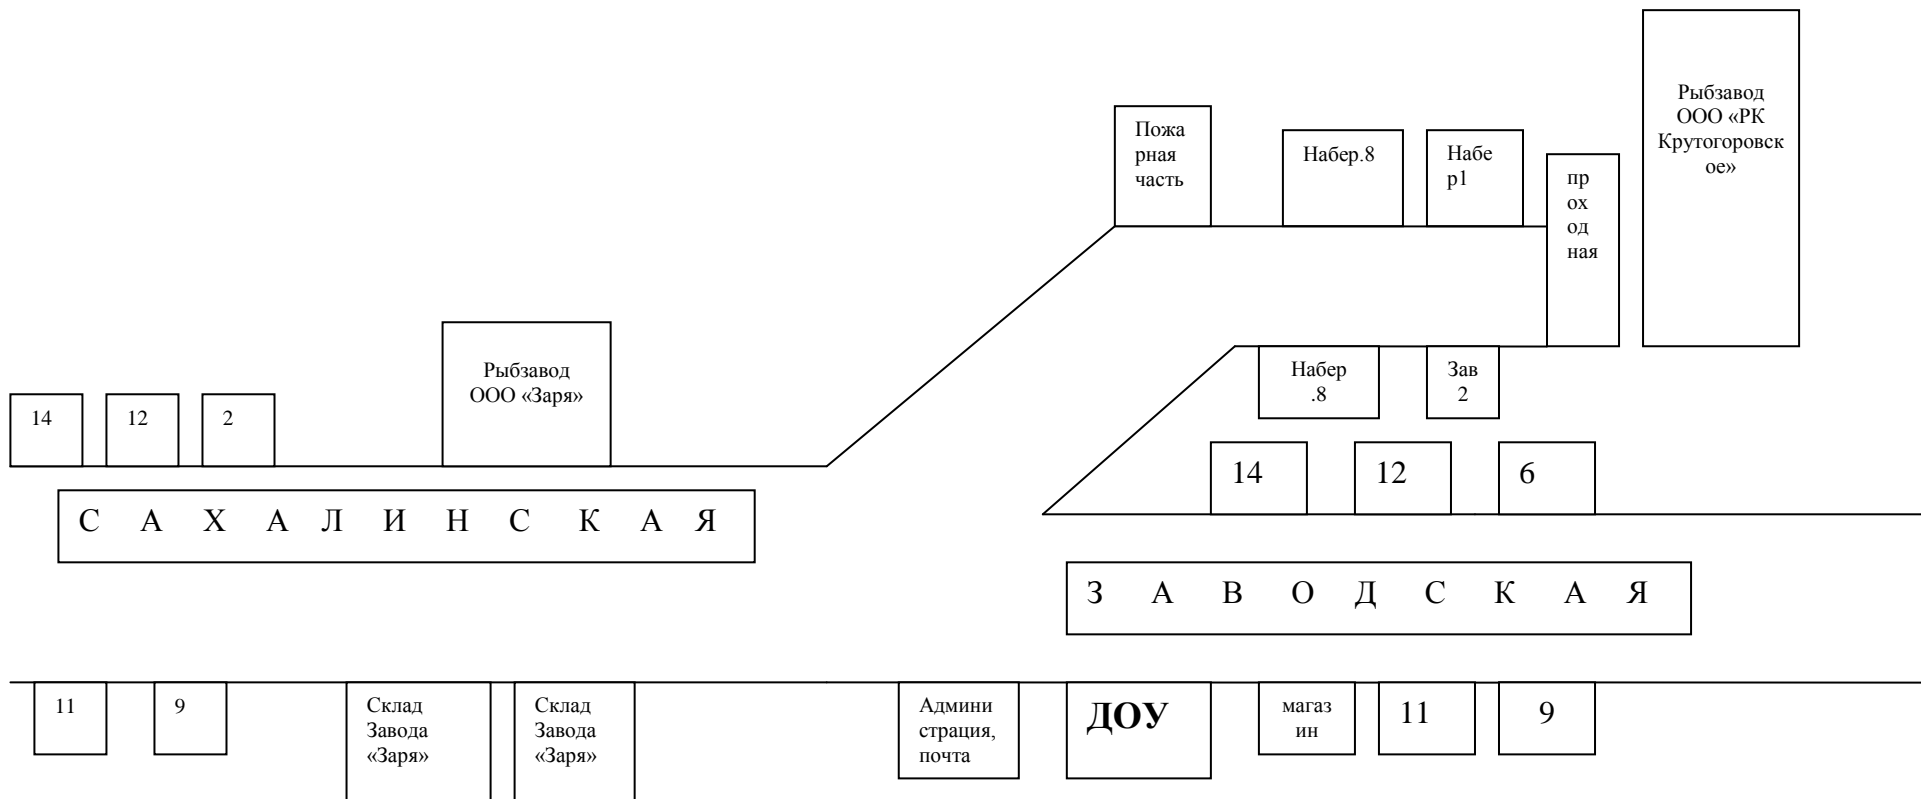 Рыбзавод
ООО «РК
Крутогоровск
ое»
Пожа
рная
часть
Набер.8
Набе
р1
пр
ох
од
ная
Рыбзавод
ООО «Заря»
Набер
.8
Зав
2
14
12
2
14
12
6
С А Х А Л И Н С К А Я
З А В О Д С К А Я
11
9
Склад
Завода
«Заря»
Склад
Завода
«Заря»
Админи
страция,
почта
ДОУ
магаз
ин
11
9